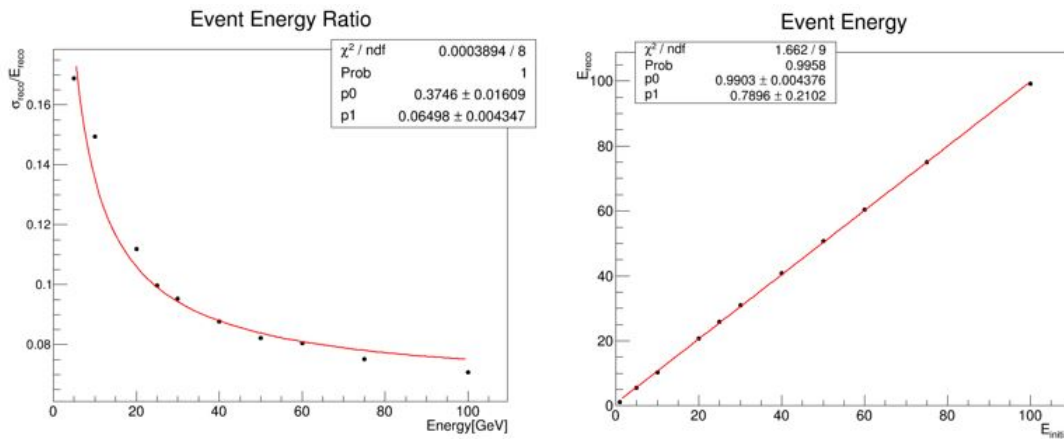 Event Energy Ratio
χ² / ndf 0.0003894 / 8
Prob 1
p0 0.3746 ± 0.01609
p1 0.06498 ± 0.004347
σreco/Ereco
0.16
0.14
0.12
0.1
0.08
0 20 40 60 80 100
Energy[GeV]
Event Energy
χ² / ndf 1.662 / 9
Prob 0.9958
p0 0.9903 ± 0.004376
p1 0.7896 ± 0.2102
Ereco
100
80
60
40
20
0
0 20 40 60 80 100